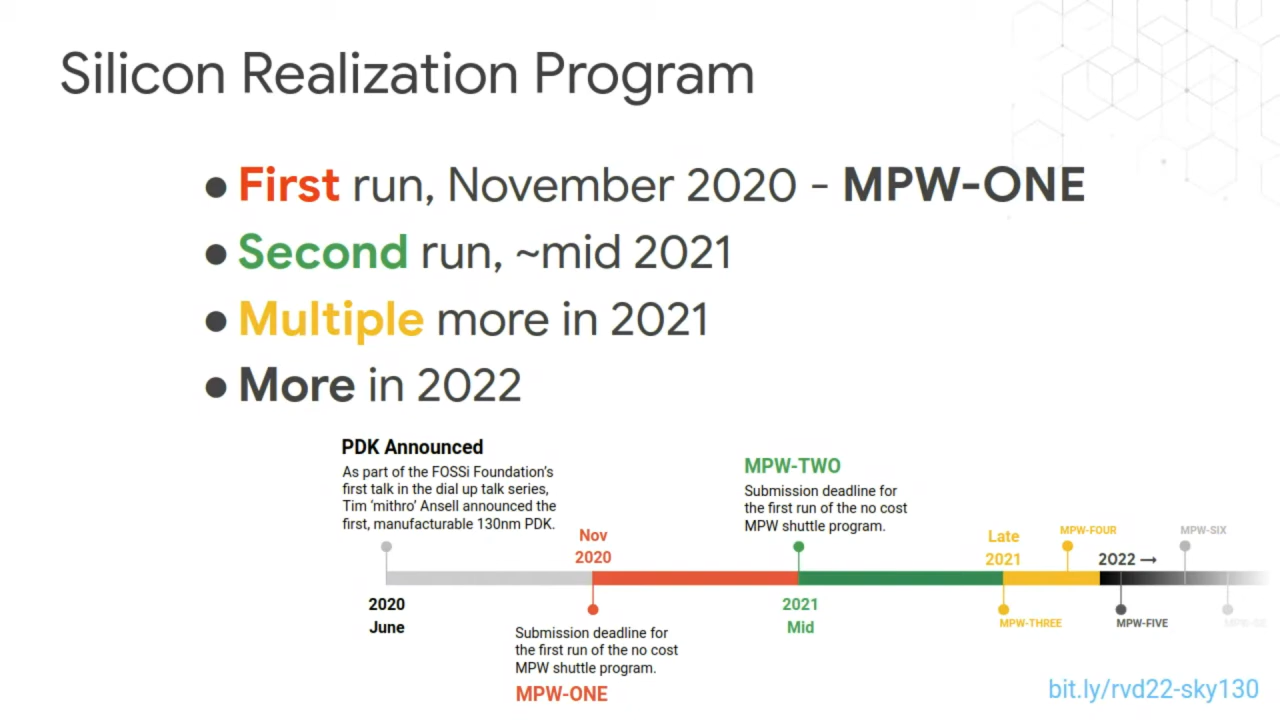 Silicon Realization Program
● First run, November 2020 - MPW-ONE
● Second run, ~mid 2021
● Multiple more in 2021
● More in 2022
PDK Announced
As part of the FOSSi Foundation's
first talk in the dial up talk series,
Tim 'mithro' Ansell announced the
first, manufacturable 130nm PDK.
Nov
2020
MPW-TWO
Submission deadline for
the first run of the no cost
MPW shuttle program.
Late
2021
MPW-FOUR
2022 →
MPW-SIX
2020
June
Submission deadline for
the first run of the no cost
MPW shuttle program.
MPW-ONE
2021
Mid
MPW-THREE
MPW-FIVE
bit.ly/rvd22-sky130